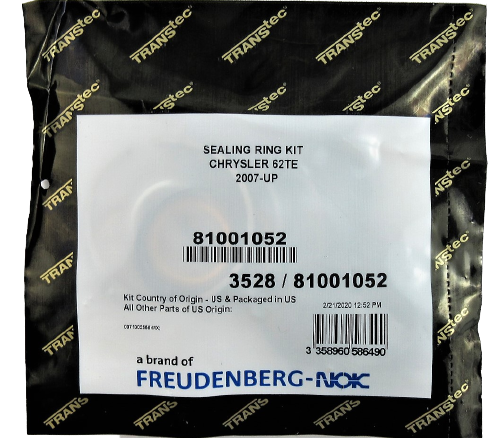 TRANStec
SEALING RING KIT
CHRYSLER 62TE
2007-UP
81001052
3528 / 81001052
Kit Country of Origin - US & Packaged in US
All Other Parts of US Origin:
2/21/2020 12:52 PM
3 358960 586490
a brand of
FREUDENBERG-NOK